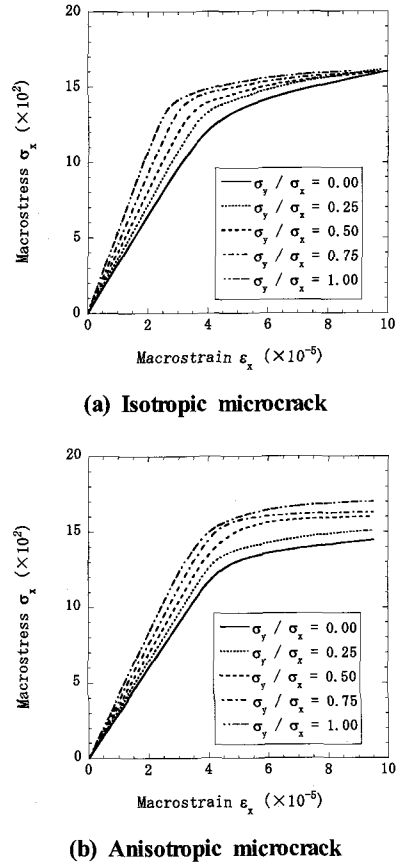 20
15
10
5
0
Macrostress σx (×10²)
σy / σx = 0.00
σy / σx = 0.25
σy / σx = 0.50
σy / σx = 0.75
σy / σx = 1.00
0 2 4 6 8 10
Macrostrain εx (×10⁻⁵)
(a) Isotropic microcrack
20
15
10
5
0
Macrostress σx (×10²)
σy / σx = 0.00
σy / σx = 0.25
σy / σx = 0.50
σy / σx = 0.75
σy / σx = 1.00
0 2 4 6 8 10
Macrostrain εx (×10⁻⁵)
(b) Anisotropic microcrack